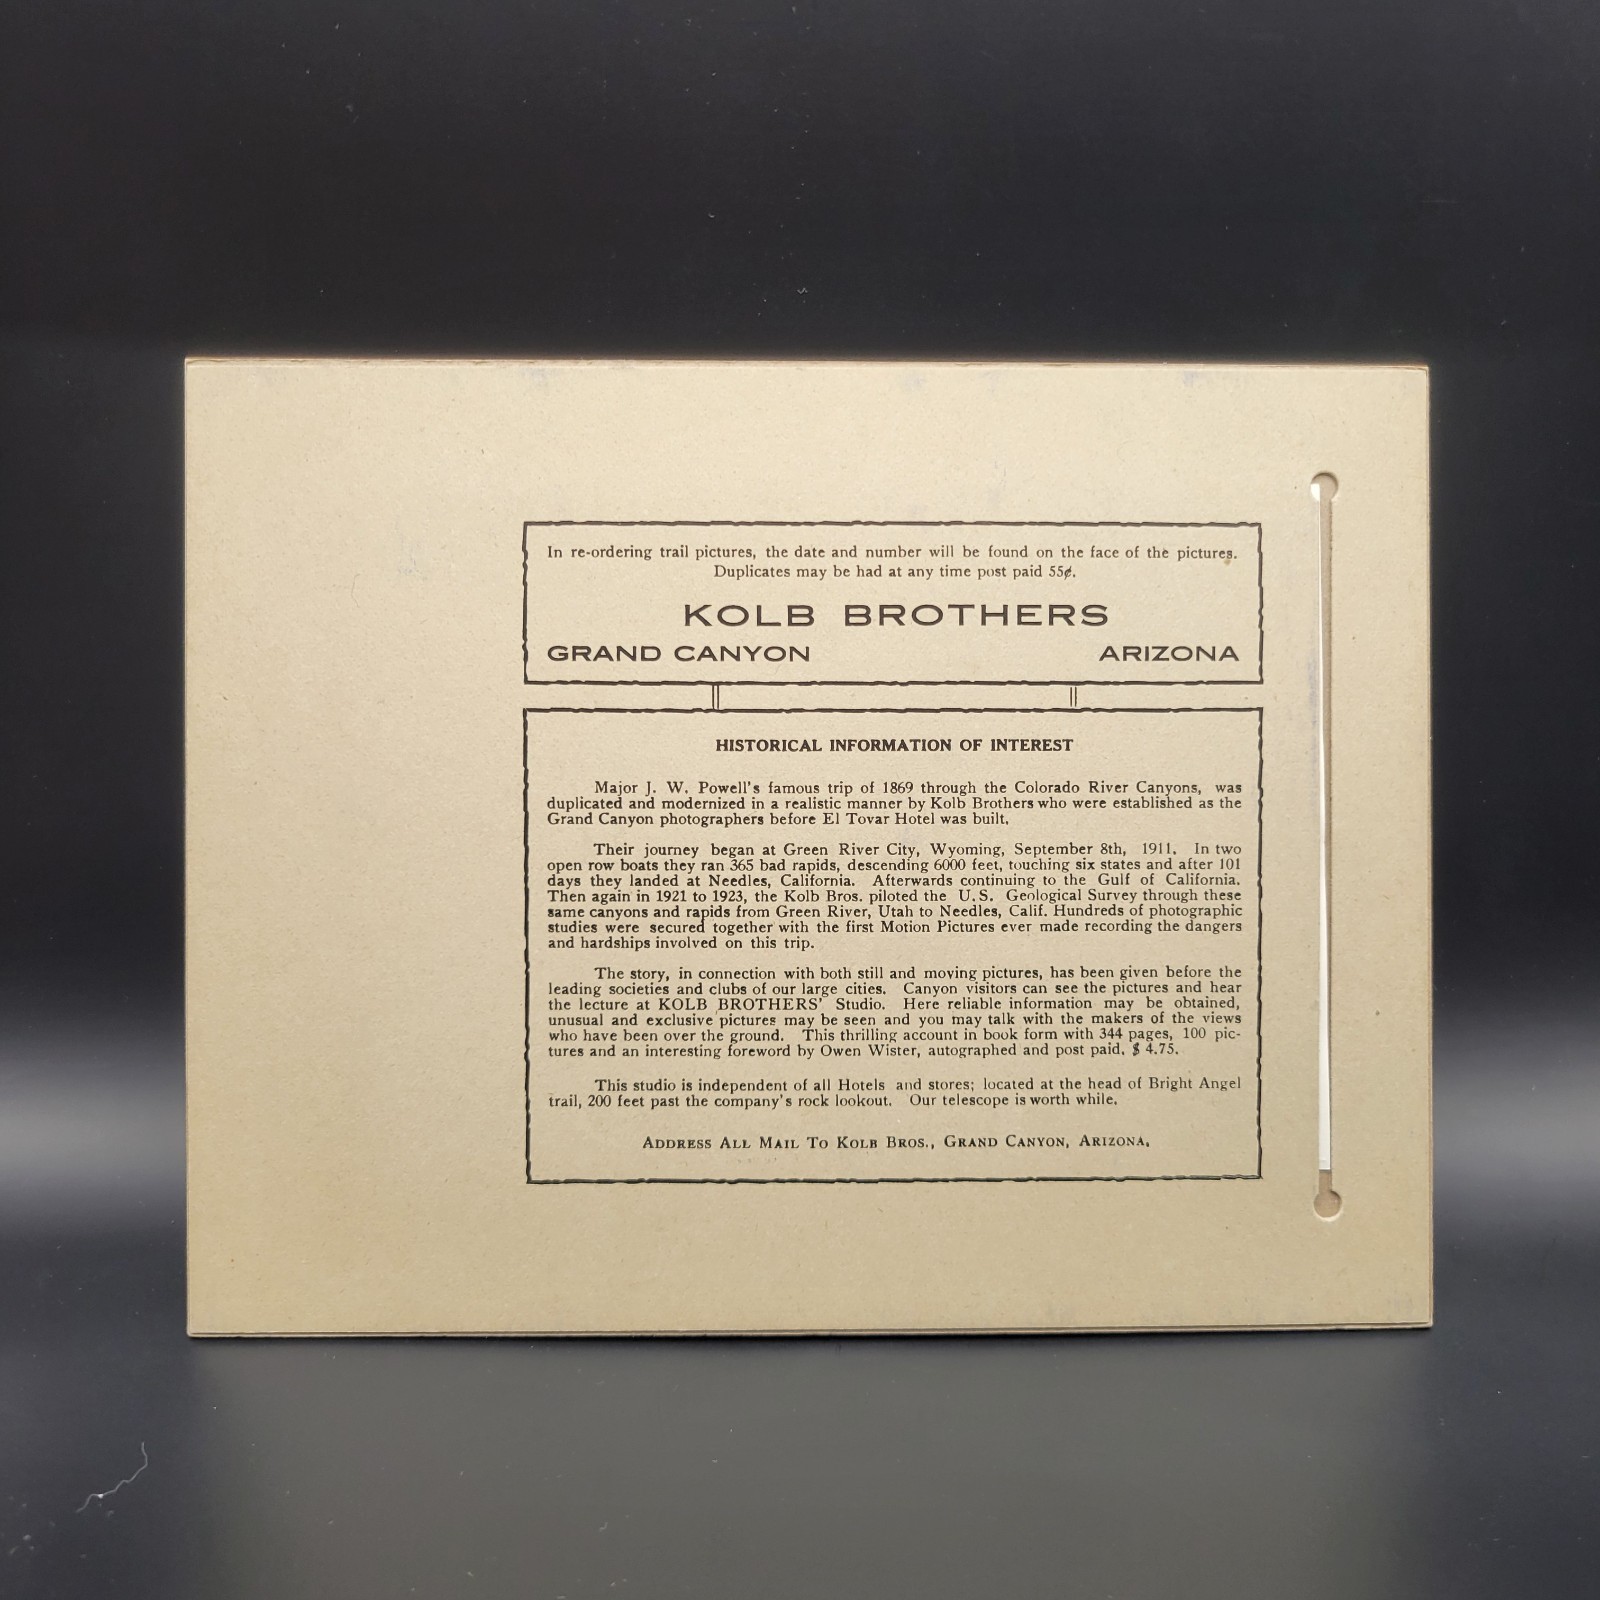 In re-ordering trail pictures, the date and number will be found on the face of the pictures.
Duplicates may be had at any time post paid 55¢.
KOLB BROTHERS
GRAND CANYON ARIZONA
HISTORICAL INFORMATION OF INTEREST
Major J. W. Powell's famous trip of 1869 through the Colorado River Canyons, was
duplicated and modernized in a realistic manner by Kolb Brothers who were established as the
Grand Canyon photographers before El Tovar Hotel was built.
Their journey began at Green River City, Wyoming, September 8th, 1911. In two
open row boats they ran 365 bad rapids, descending 6000 feet, touching six states and after 101
days they landed at Needles, California. Afterwards continuing to the Gulf of California.
Then again in 1921 to 1923, the Kolb Bros. piloted the U.S. Geological Survey through these
same canyons and rapids from Green River, Utah to Needles, Calif. Hundreds of photographic
studies were secured together with the first Motion Pictures ever made recording the dangers
and hardships involved on this trip.
The story, in connection with both still and moving pictures, has been given before the
leading societies and clubs of our large cities. Canyon visitors can see the pictures and hear
the lecture at KOLB BROTHERS' Studio. Here reliable information may be obtained,
unusual and exclusive pictures may be seen and you may talk with the makers of the views
who have been over the ground. This thrilling account in book form with 344 pages, 100 pic-
tures and an interesting foreword by Owen Wister, autographed and post paid, $ 4.75.
This studio is independent of all Hotels and stores; located at the head of Bright Angel
trail, 200 feet past the company's rock lookout. Our telescope is worth while.
ADDRESS ALL MAIL TO KOLB BROS., GRAND CANYON, ARIZONA.